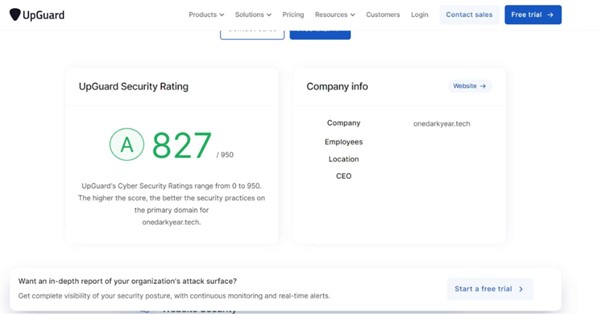 UpGuard Products Solutions Pricing Resources Customers Login Contact sales Free trial →
UpGuard Security Rating
A 827 / 950
UpGuard's Cyber Security Ratings range from 0 to 950.
The higher the score, the better the security practices on
the primary domain for
onedarkyear.tech.
Company info Website →
Company onedarkyear.tech
Employees
Location
CEO
Want an in-depth report of your organization's attack surface?
Get complete visibility of your security posture, with continuous monitoring and real-time alerts.
Start a free trial